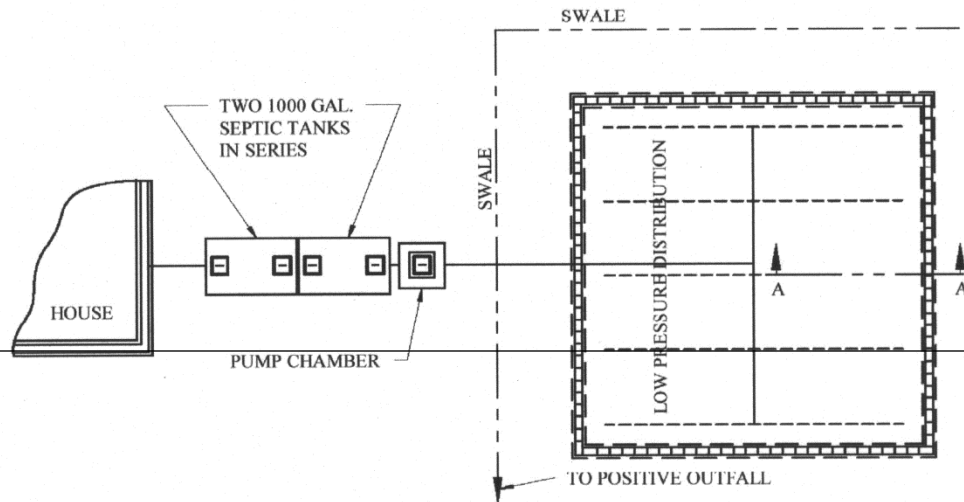 SWALE
TWO 1000 GAL.
SEPTIC TANKS
IN SERIES
SWALE
LOW PRESSURE DISTRIBUTION
HOUSE
A
A
PUMP CHAMBER
TO POSITIVE OUTFALL